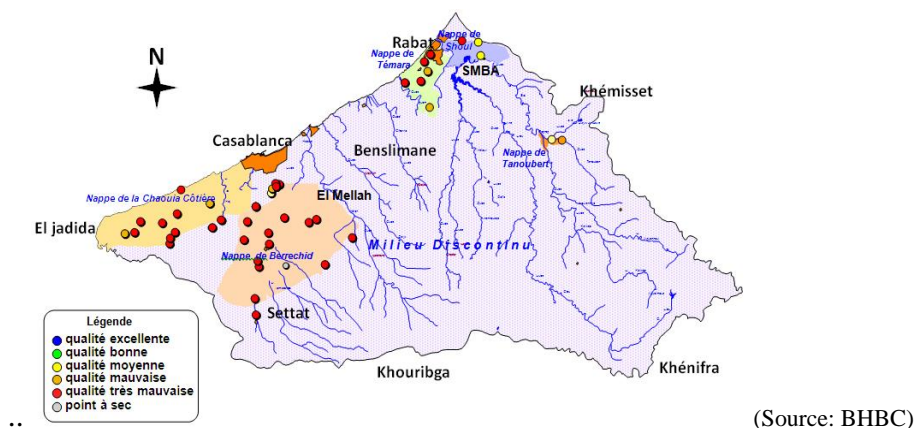 N
Rabat
Nappe de
Shoul
Nappe de
Témara
SMBA
Khémisset
Casablanca
Benslimane
Nappe de
Tanoubert
Nappe de la Chaouia Côtière
El Mellah
El jadida
Milieu Discontinu
Nappe de Berrechid
Settat
Khouribga
Khénifra
Légende
qualité excellente
qualité bonne
qualité moyenne
qualité mauvaise
qualité très mauvaise
point à sec
..
(Source: BHBC)